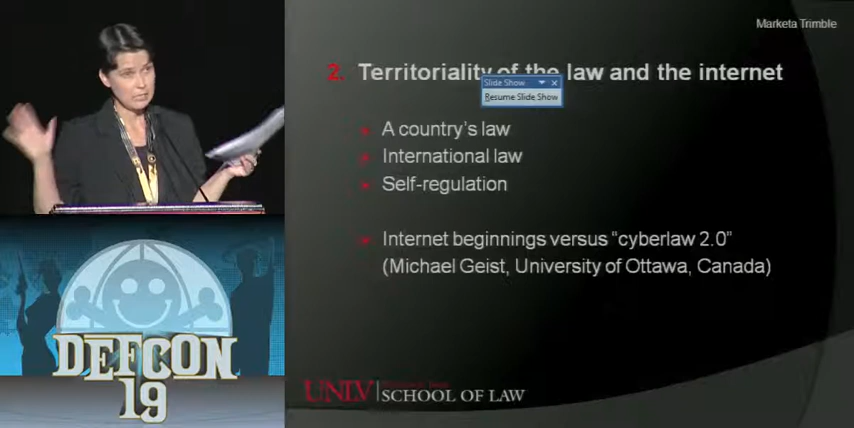 Marketa Trimble
2. Territoriality of the law and the internet
Slide Show
Resume Slide Show
A country's law
International law
Self-regulation
Internet beginnings versus “cyberlaw 2.0”
(Michael Geist, University of Ottawa, Canada)
DEFCON
19
UNLV
SCHOOL OF LAW